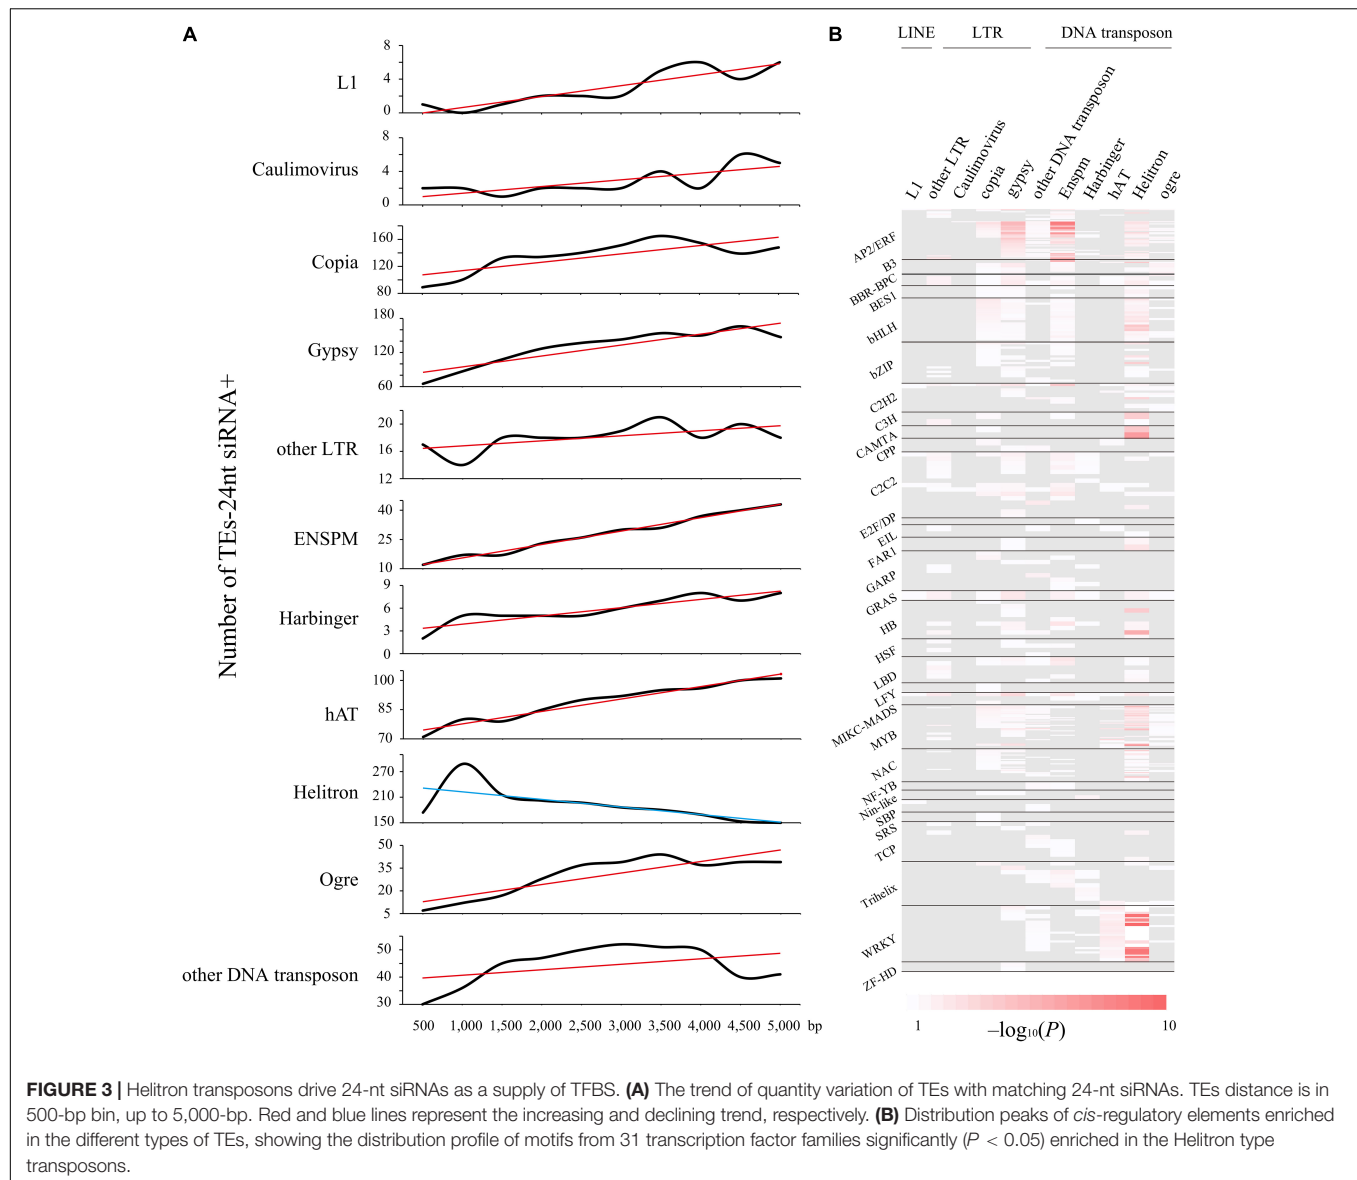 A
Number of TEs-24nt siRNA+
L1
8
4
0
Caulimovirus
8
4
0
Copia
160
120
80
Gypsy
180
120
60
other LTR
20
16
12
ENSPM
40
25
10
Harbinger
9
6
3
0
hAT
100
85
70
Helitron
270
210
150
Ogre
50
35
20
5
other DNA transposon
50
40
30
500 1,000 1,500 2,000 2,500 3,000 3,500 4,000 4,500 5,000 bp
B
LINE LTR DNA transposon
L1
other LTR
Caulimovirus
copia
gypsy
other DNA transposon
Enspm
Harbinger
hAT
Helitron
ogre
AP2/ERF
B3
BBR-BPC
BES1
bHLH
bZIP
C2H2
C3H
CAMTA
CPP
C2C2
E2F/DP
EIL
FAR1
GARP
GRAS
HB
HSF
LBD
LFY
MIKC-MADS
MYB
NAC
NF-YB
Nin-like
SBP
SRS
TCP
Trihelix
WRKY
ZF-HD
1 10
−log₁₀(P)
FIGURE 3 | Helitron transposons drive 24-nt siRNAs as a supply of TFBS. (A) The trend of quantity variation of TEs with matching 24-nt siRNAs. TEs distance is in
500-bp bin, up to 5,000-bp. Red and blue lines represent the increasing and declining trend, respectively. (B) Distribution peaks of cis-regulatory elements enriched
in the different types of TEs, showing the distribution profile of motifs from 31 transcription factor families significantly (P < 0.05) enriched in the Helitron type
transposons.